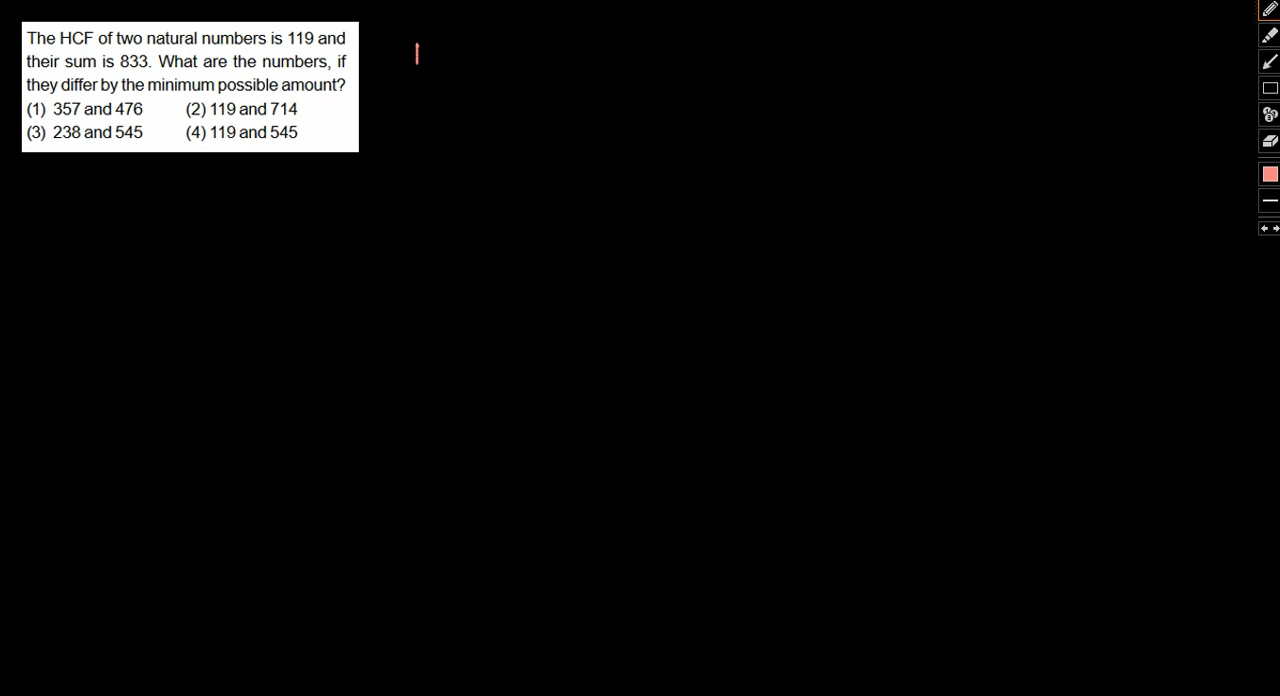 The HCF of two natural numbers is 119 and
their sum is 833. What are the numbers, if
they differ by the minimum possible amount?
(1) 357 and 476 (2) 119 and 714
(3) 238 and 545 (4) 119 and 545